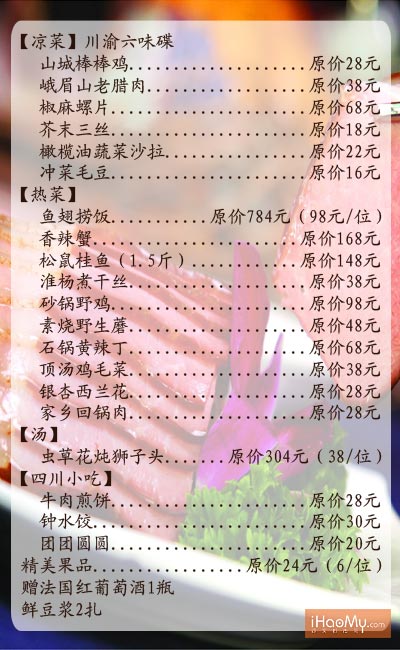 【凉菜】川渝六味碟
山城棒棒鸡......................原价28元
峨眉山老腊肉....................原价38元
椒麻螺片........................原价68元
芥末三丝........................原价18元
橄榄油蔬菜沙拉..................原价22元
冲菜毛豆........................原价16元
【热菜】
鱼翅捞饭............原价784元（98元/位）
香辣蟹.........................原价168元
松鼠桂鱼（1.5斤）..............原价148元
淮杨煮干丝......................原价38元
砂锅野鸡........................原价98元
素烧野生蘑......................原价48元
石锅黄辣丁......................原价68元
顶汤鸡毛菜......................原价38元
银杏西兰花......................原价28元
家乡回锅肉......................原价28元
【汤】
虫草花炖狮子头.......原价304元（38/位）
【四川小吃】
牛肉煎饼........................原价28元
钟水饺..........................原价30元
团团圆圆........................原价20元
精美果品..............原价24元（6/位）
赠法国红葡萄酒1瓶
鲜豆浆2扎
iHaoMy.com